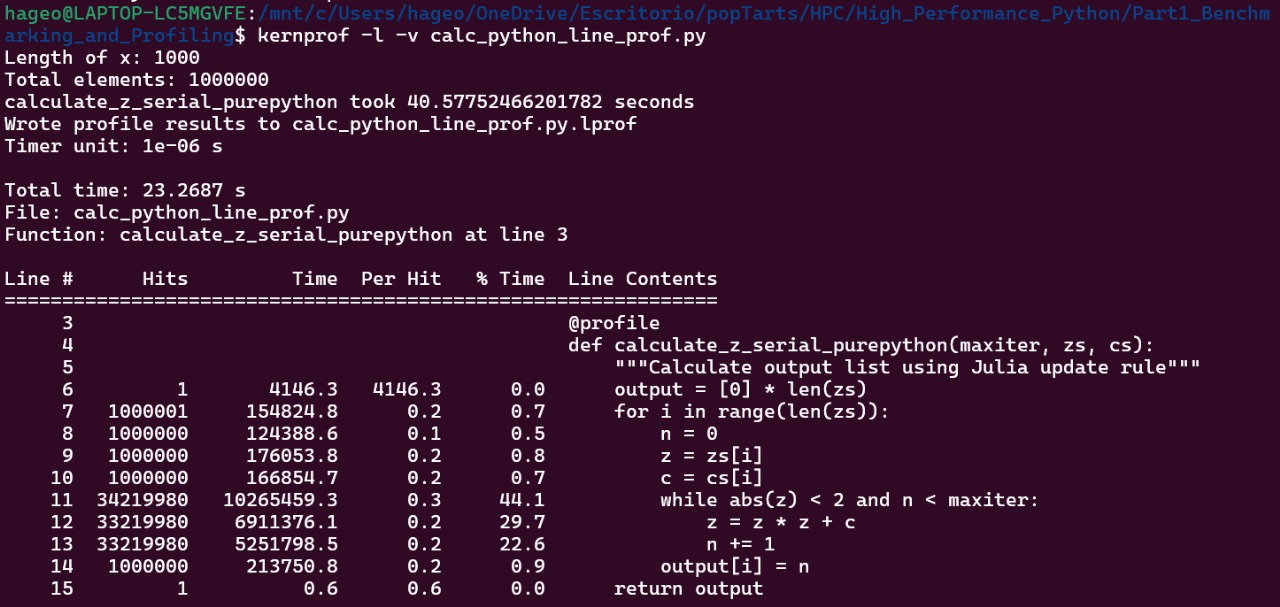 hageo@LAPTOP-LC5MGVFE:/mnt/c/Users/hageo/OneDrive/Escritorio/popTarts/HPC/High_Performance_Python/Part1_Benchm
arking_and_Profiling$ kernprof -l -v calc_python_line_prof.py
Length of x: 1000
Total elements: 1000000
calculate_z_serial_purepython took 40.57752466201782 seconds
Wrote profile results to calc_python_line_prof.py.lprof
Timer unit: 1e-06 s

Total time: 23.2687 s
File: calc_python_line_prof.py
Function: calculate_z_serial_purepython at line 3

Line #      Hits         Time  Per Hit   % Time  Line Contents
==============================================================
     3                                           @profile
     4                                           def calculate_z_serial_purepython(maxiter, zs, cs):
     5                                               """Calculate output list using Julia update rule"""
     6         1       4146.3   4146.3      0.0      output = [0] * len(zs)
     7   1000001     154824.8      0.2      0.7      for i in range(len(zs)):
     8   1000000     124388.6      0.1      0.5          n = 0
     9   1000000     176053.8      0.2      0.8          z = zs[i]
    10   1000000     166854.7      0.2      0.7          c = cs[i]
    11  34219980   10265459.3      0.3     44.1          while abs(z) < 2 and n < maxiter:
    12  33219980    6911376.1      0.2     29.7              z = z * z + c
    13  33219980    5251798.5      0.2     22.6              n += 1
    14   1000000     213750.8      0.2      0.9          output[i] = n
    15         1          0.6      0.6      0.0      return output